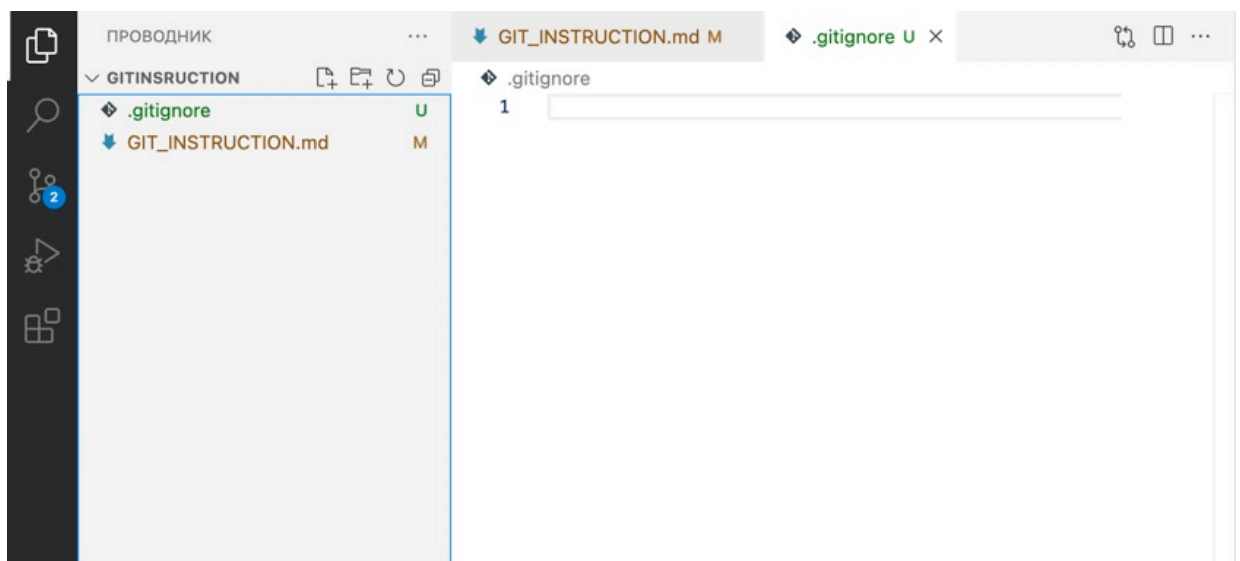 ПРОВОДНИК
GITINSRUCTION
.gitignore U
GIT_INSTRUCTION.md M
2
GIT_INSTRUCTION.md M
.gitignore U
.gitignore
1